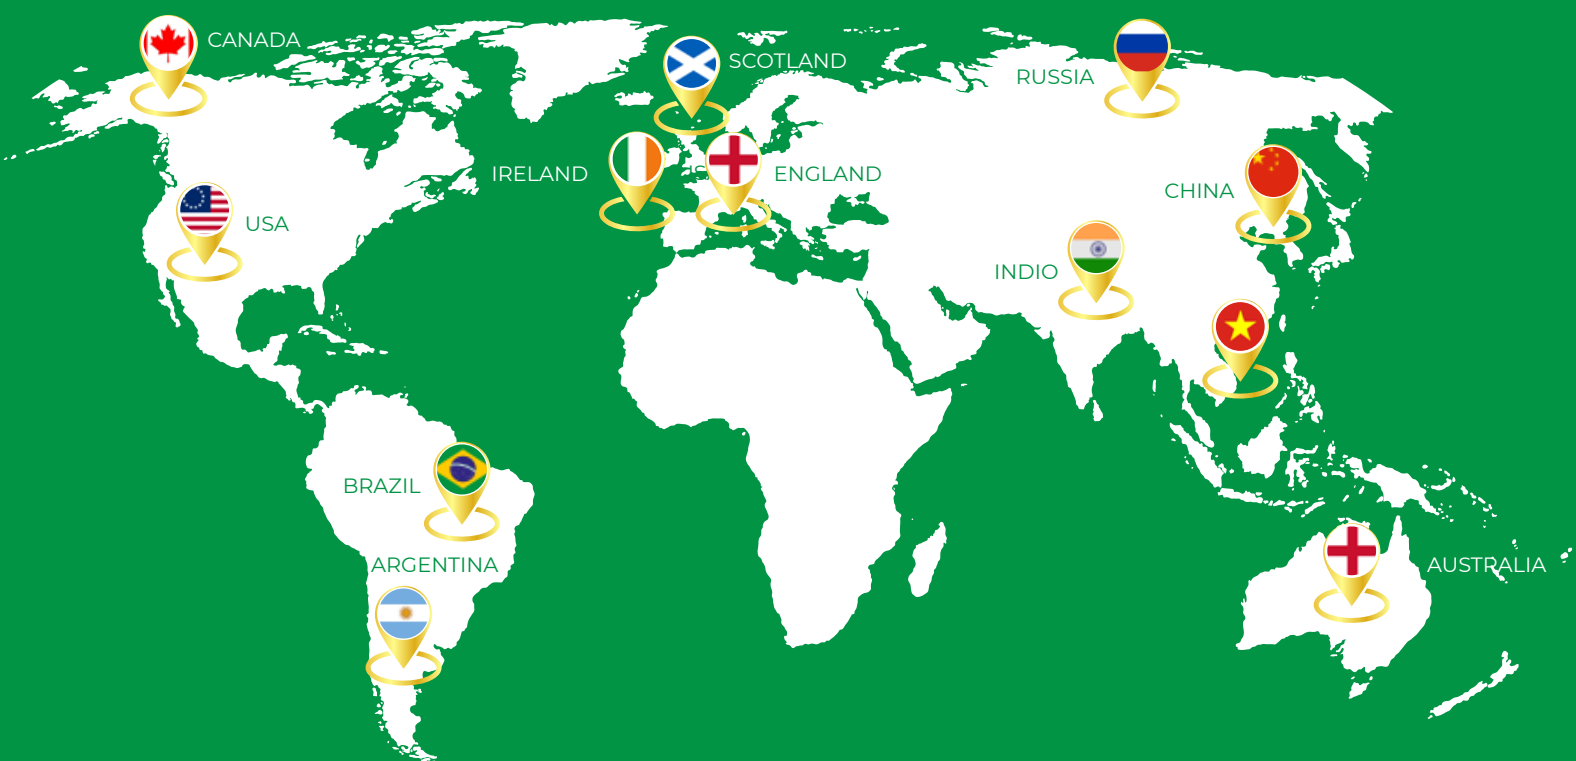 CANADA
SCOTLAND
RUSSIA
IRELAND
ENGLAND
CHINA
USA
INDIO
BRAZIL
ARGENTINA
AUSTRALIA